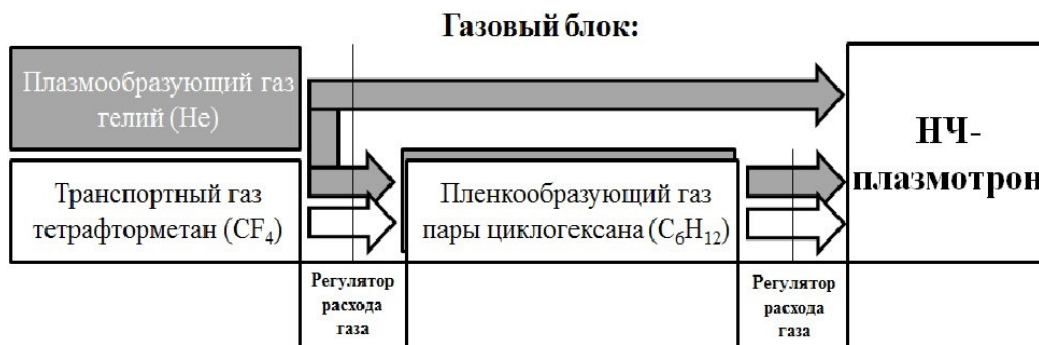 Газовый блок:
Плазмообразующий газ
гелий (He)
Транспортный газ
тетрафторметан (CF₄)
Пленкообразующий газ
пары циклогексана (C₆H₁₂)
НЧ-
плазмотрон
Регулятор
расхода
газа
Регулятор
расхода
газа